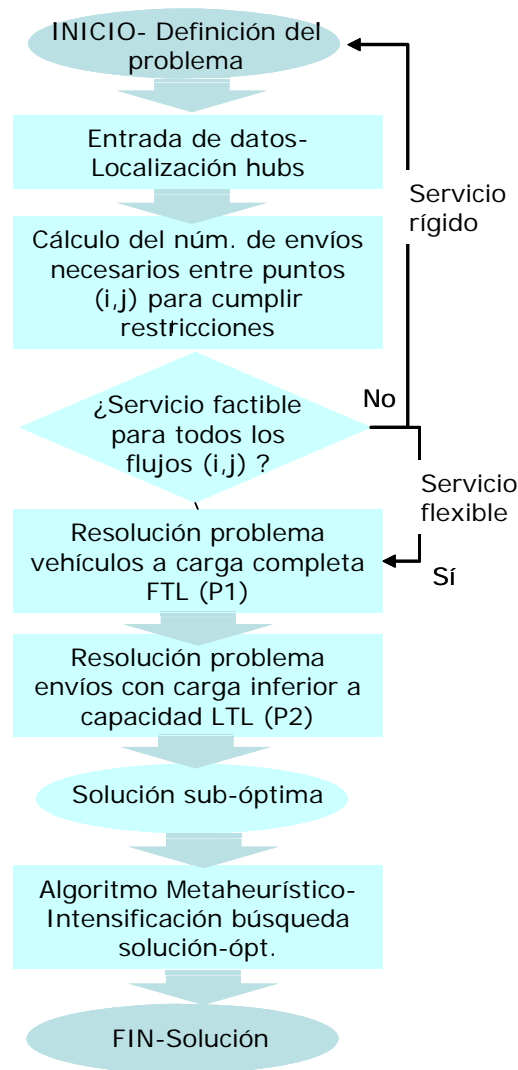 INICIO- Definición del
problema
Entrada de datos-
Localización hubs
Servicio
rígido
Cálculo del núm. de envíos
necesarios entre puntos
(i,j) para cumplir
restricciones
¿Servicio factible
para todos los
flujos (i,j) ?
No
Servicio
flexible
Sí
Resolución problema
vehículos a carga completa
FTL (P1)
Resolución problema
envíos con carga inferior a
capacidad LTL (P2)
Solución sub-óptima
Algoritmo Metaheurístico-
Intensificación búsqueda
solución-ópt.
FIN-Solución